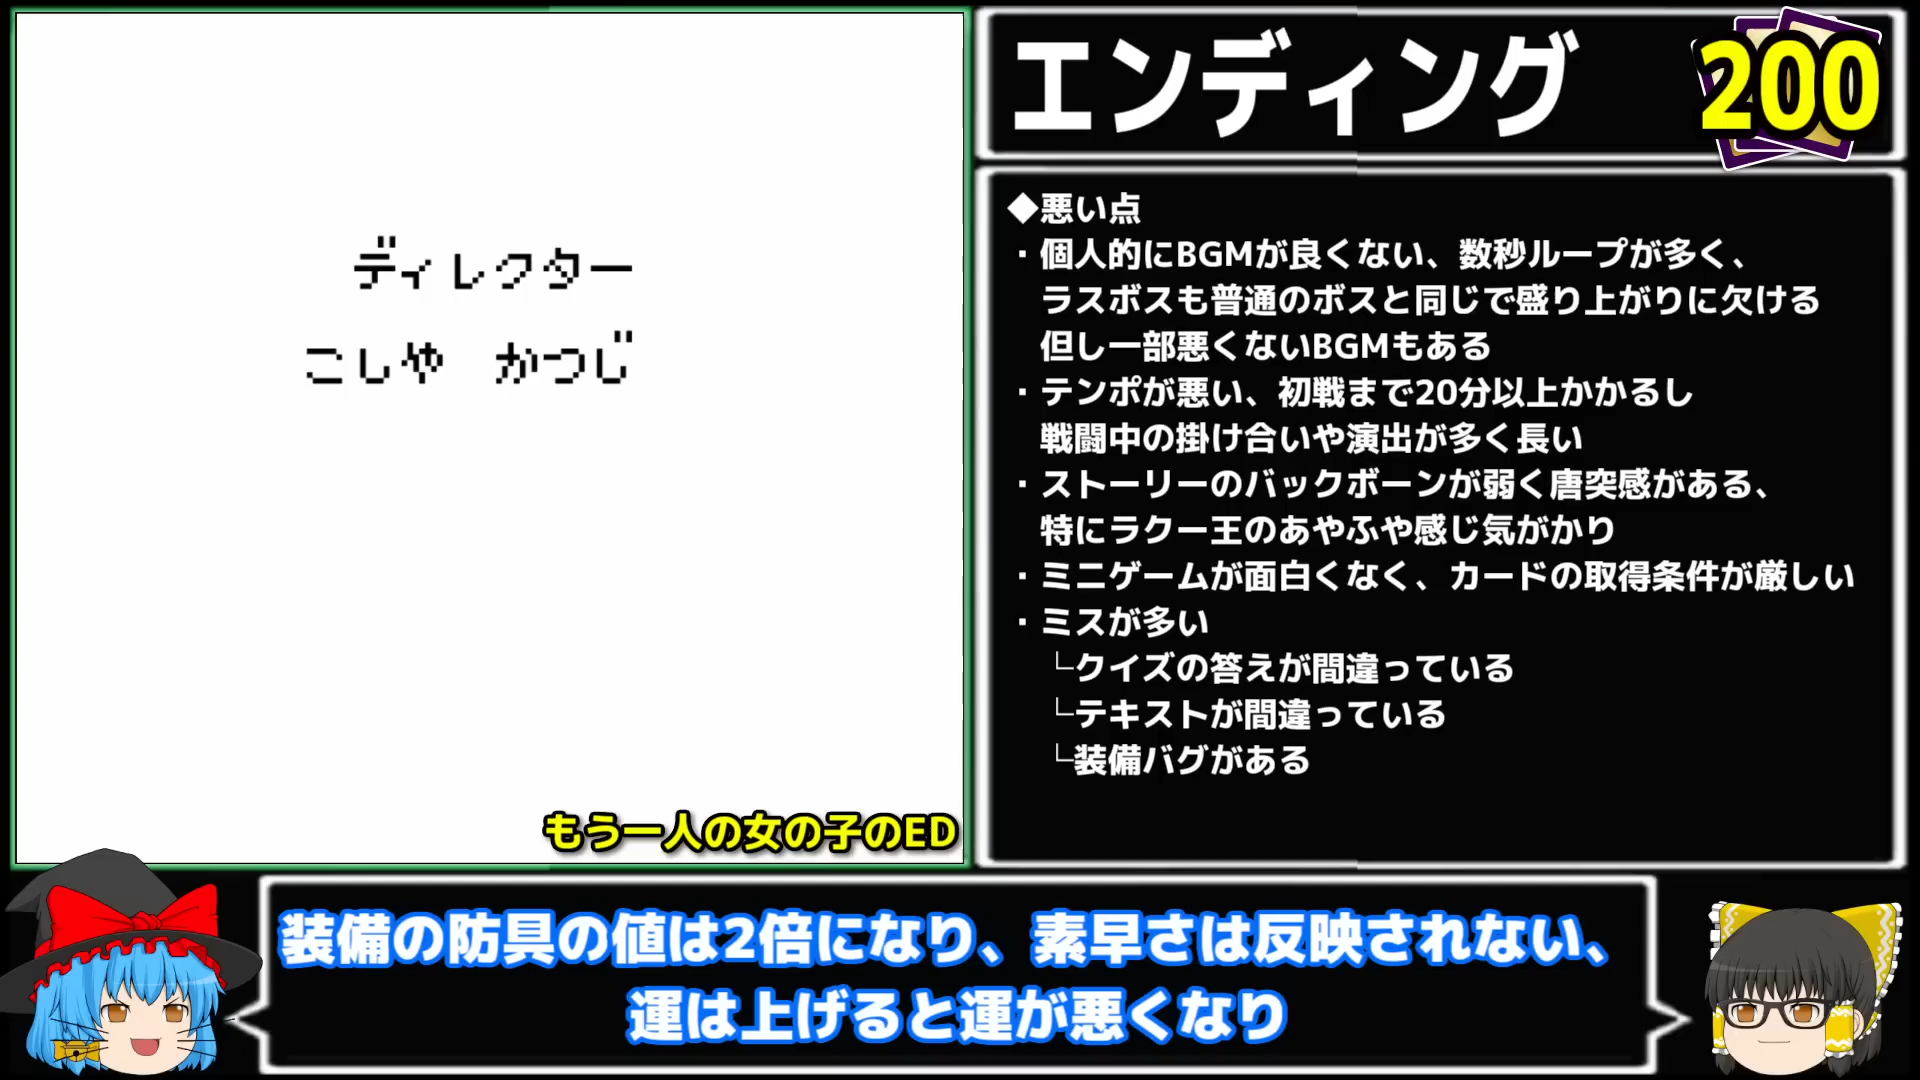 ディレクター
こしや かつじ
もう一人の女の子のED
エンディング
200
◆悪い点
・個人的にBGMが良くない、数秒ループが多く、
ラスボスも普通のボスと同じで盛り上がりに欠ける
但し一部悪くないBGMもある
・テンポが悪い、初戦まで20分以上かかるし
戦闘中の掛け合いや演出が多く長い
・ストーリーのバックボーンが弱く唐突感がある、
特にラクー王のあやふや感じ気がかり
・ミニゲームが面白くなく、カードの取得条件が厳しい
・ミスが多い
└クイズの答えが間違っている
└テキストが間違っている
└装備バグがある
装備の防具の値は2倍になり、素早さは反映されない、
運は上げると運が悪くなり